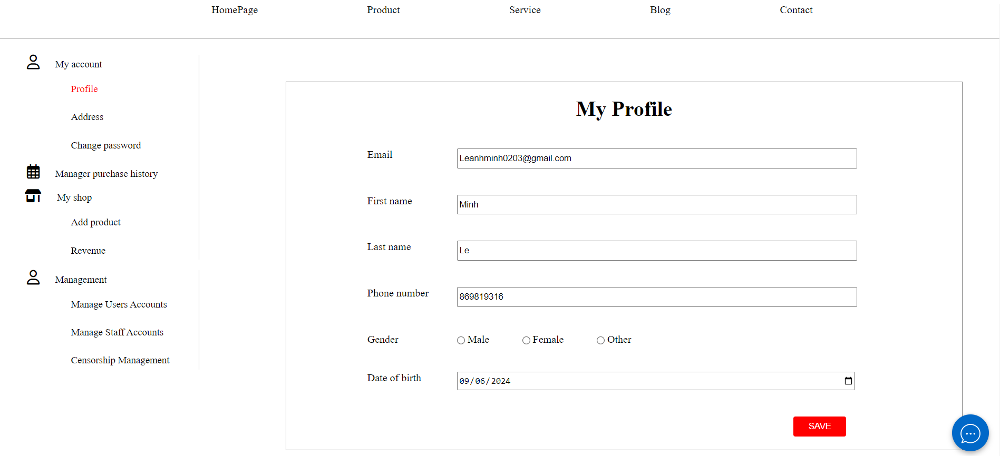 HomePage Product Service Blog Contact
My account
Profile
Address
Change password
Manager purchase history
My shop
Add product
Revenue
Management
Manage Users Accounts
Manage Staff Accounts
Censorship Management
My Profile
Email Leanhminh0203@gmail.com
First name Minh
Last name Le
Phone number 869819316
Gender Male Female Other
Date of birth 09/06/2024
SAVE